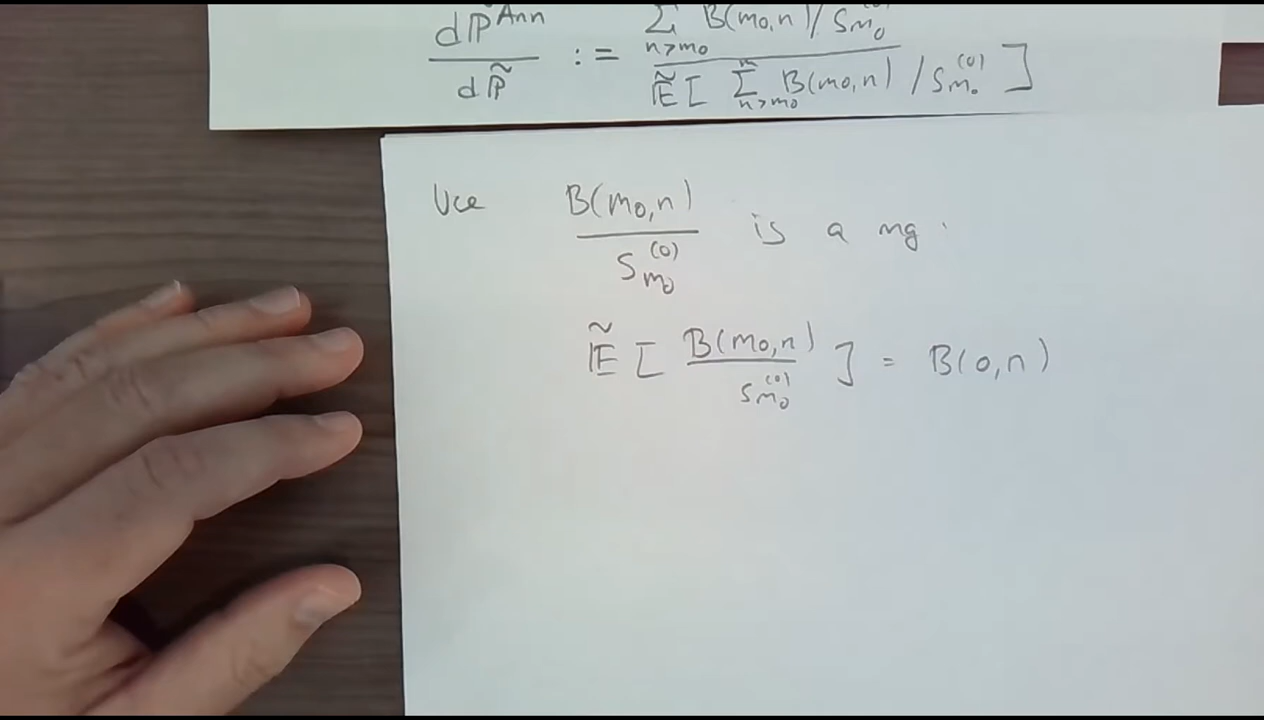 dℙ^Ann / dℙ̃ := Σ_{n>m₀} B(m₀,n) / S_{m₀}^{(0)} / 𝔼̃[ Σ_{n>m₀}^{m} B(m₀,n) / S_{m₀}^{(0)} ]
Use B(m₀,n) / S_{m₀}^{(0)} is a mg.
𝔼̃ [ B(m₀,n) / S_{m₀}^{(0)} ] = B(0,n)